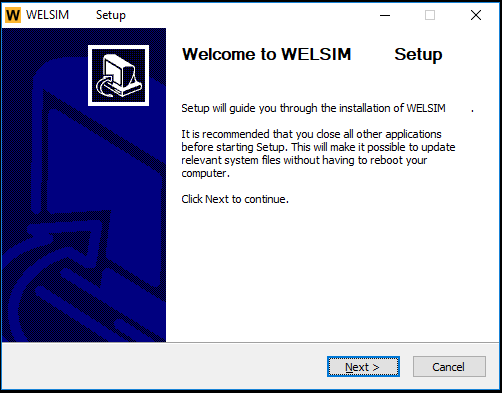 W WELSIM Setup
Welcome to WELSIM Setup
Setup will guide you through the installation of WELSIM .
It is recommended that you close all other applications
before starting Setup. This will make it possible to update
relevant system files without having to reboot your
computer.
Click Next to continue.
Next > Cancel